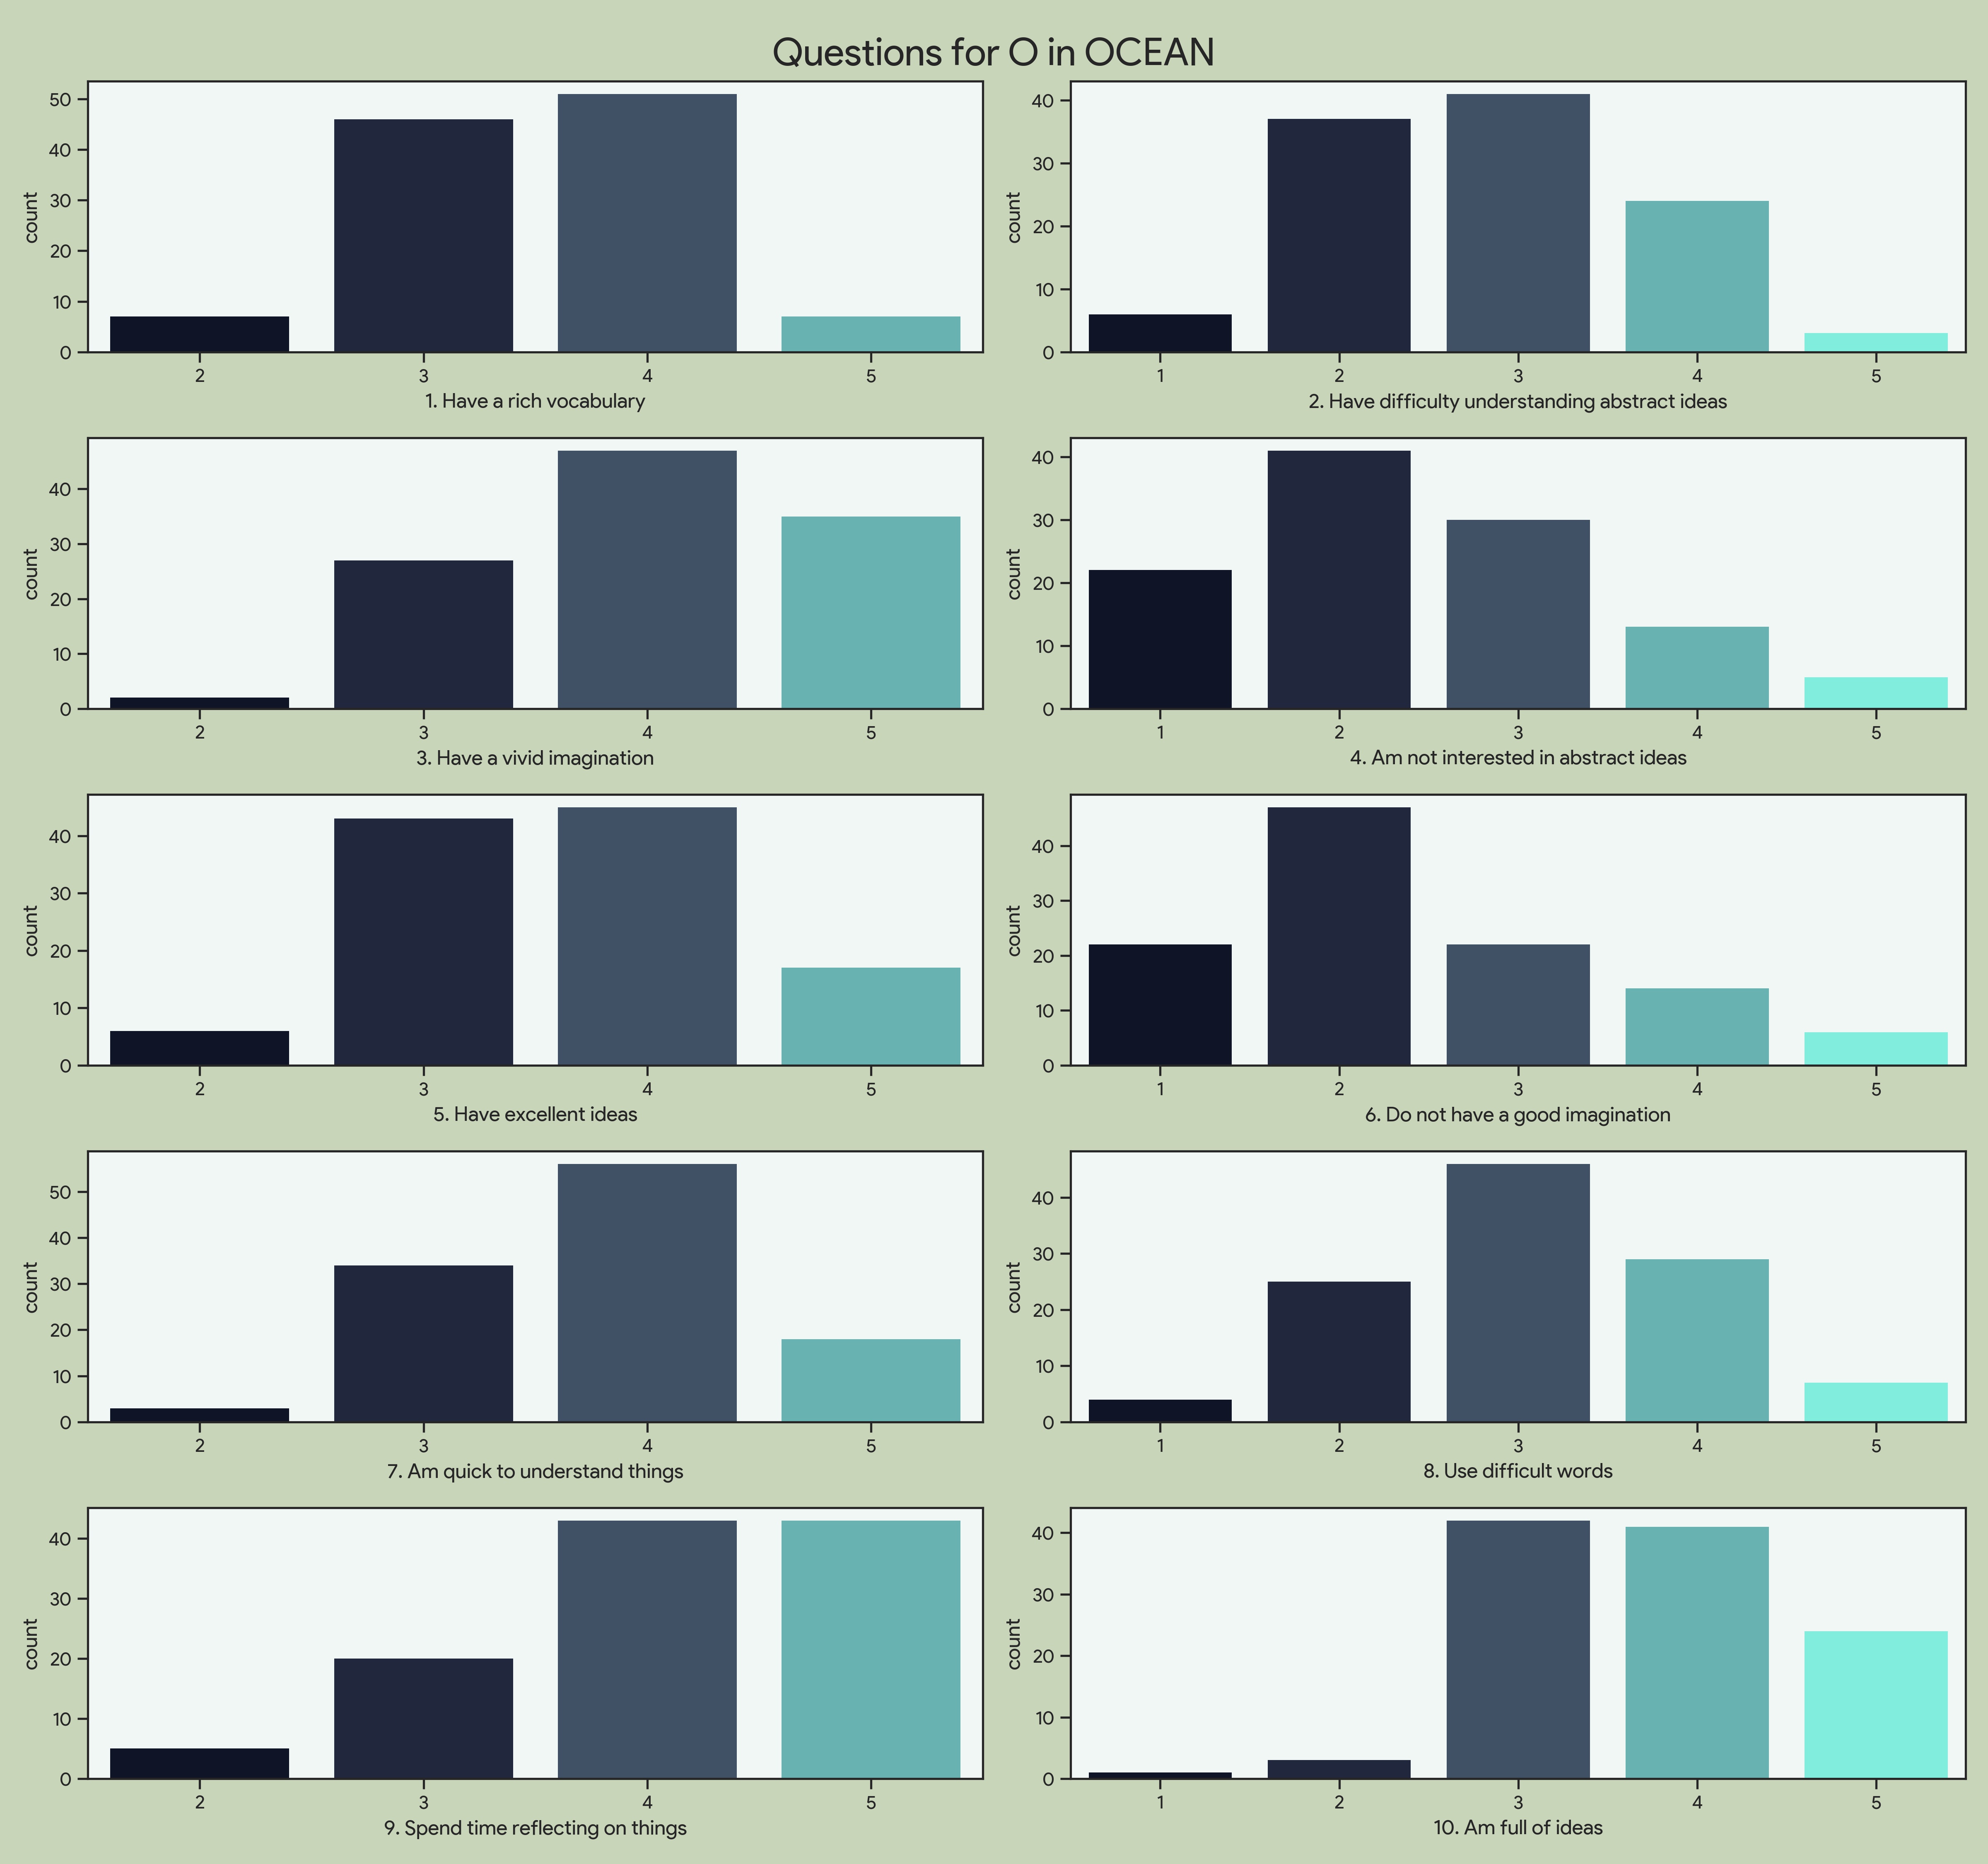 Questions for O in OCEAN
50
40
30
20
10
0
count
2 3 4 5
1. Have a rich vocabulary
40
30
20
10
0
count
1 2 3 4 5
2. Have difficulty understanding abstract ideas
40
30
20
10
0
count
2 3 4 5
3. Have a vivid imagination
40
30
20
10
0
count
1 2 3 4 5
4. Am not interested in abstract ideas
40
30
20
10
0
count
2 3 4 5
5. Have excellent ideas
40
30
20
10
0
count
1 2 3 4 5
6. Do not have a good imagination
50
40
30
20
10
0
count
2 3 4 5
7. Am quick to understand things
40
30
20
10
0
count
1 2 3 4 5
8. Use difficult words
40
30
20
10
0
count
2 3 4 5
9. Spend time reflecting on things
40
30
20
10
0
count
1 2 3 4 5
10. Am full of ideas